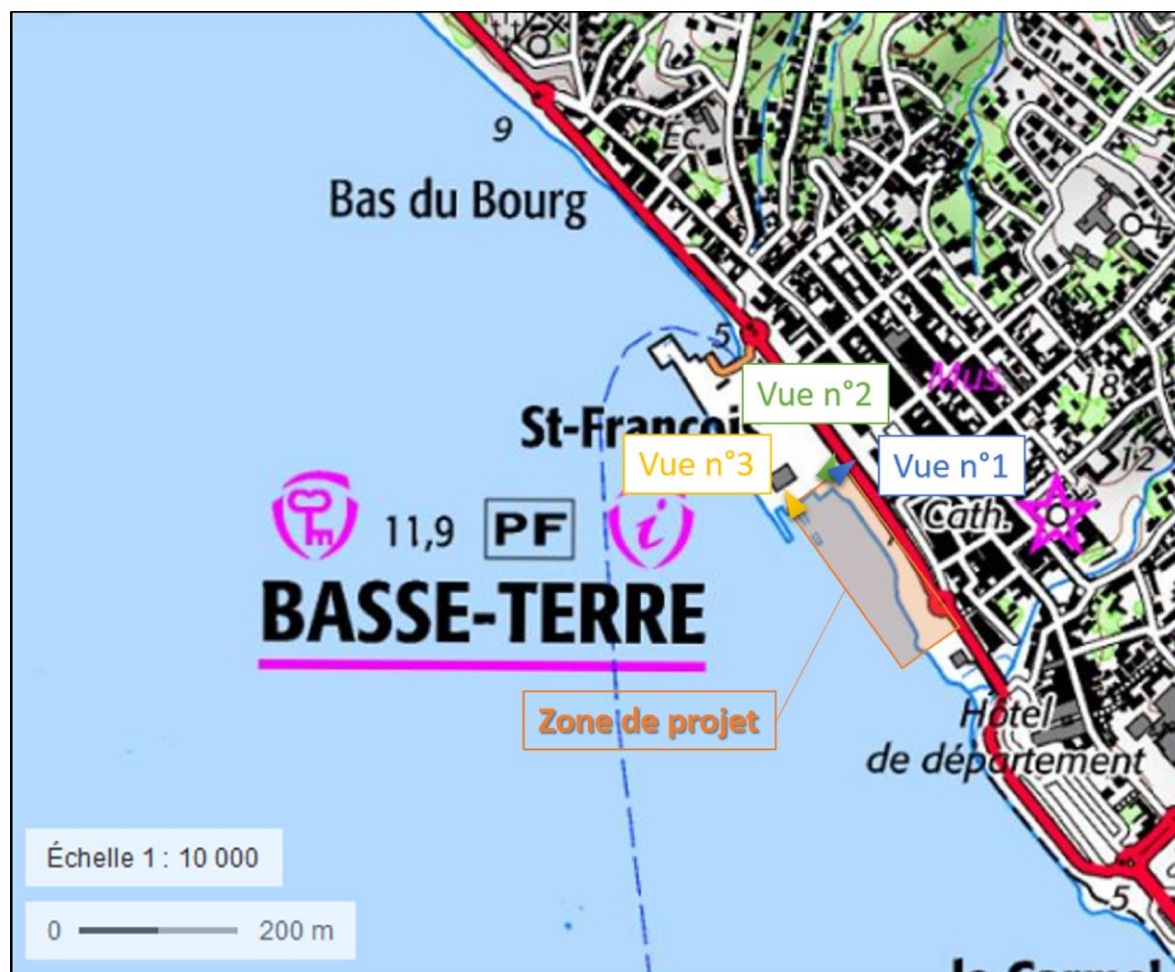 9
Éc.
Bas du Bourg
5
Mus.
18
Vue n°2
St-François
Vue n°3
Vue n°1
12
Cath.
11,9
PF
i
BASSE-TERRE
Zone de projet
Hôtel
de département
Échelle 1 : 10 000
0
200 m
5